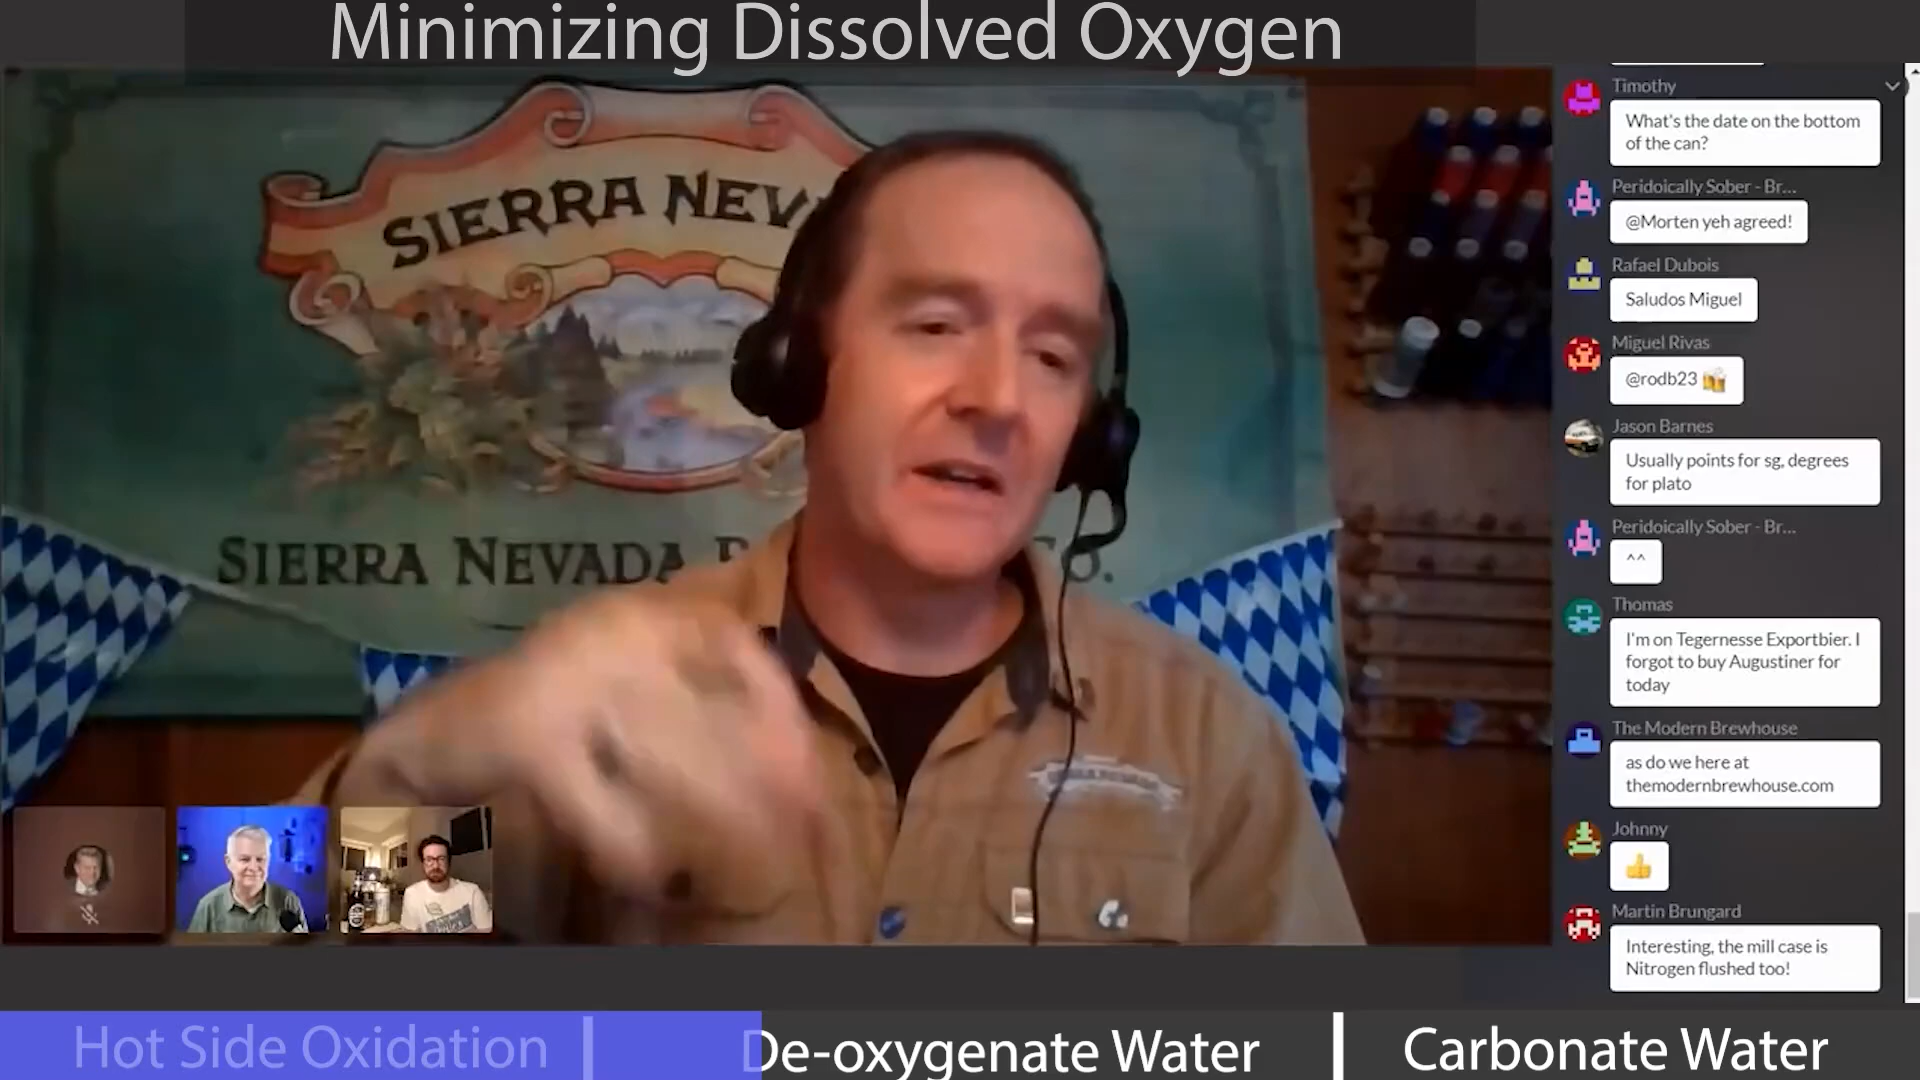 Minimizing Dissolved Oxygen
SIERRA NEV
SIERRA NEVADA
Co.
Timothy
What's the date on the bottom
of the can?
Peridoically Sober - Br...
@Morten yeh agreed!
Rafael Dubois
Saludos Miguel
Miguel Rivas
@rodb23 🍻
Jason Barnes
Usually points for sg, degrees
for plato
Peridoically Sober - Br...
^^
Thomas
I'm on Tegernesse Exportbier. I
forgot to buy Augustiner for
today
The Modern Brewhouse
as do we here at
themodernbrewhouse.com
Johnny
👍
Martin Brungard
Interesting, the mill case is
Nitrogen flushed too!
Hot Side Oxidation | De-oxygenate Water | Carbonate Water